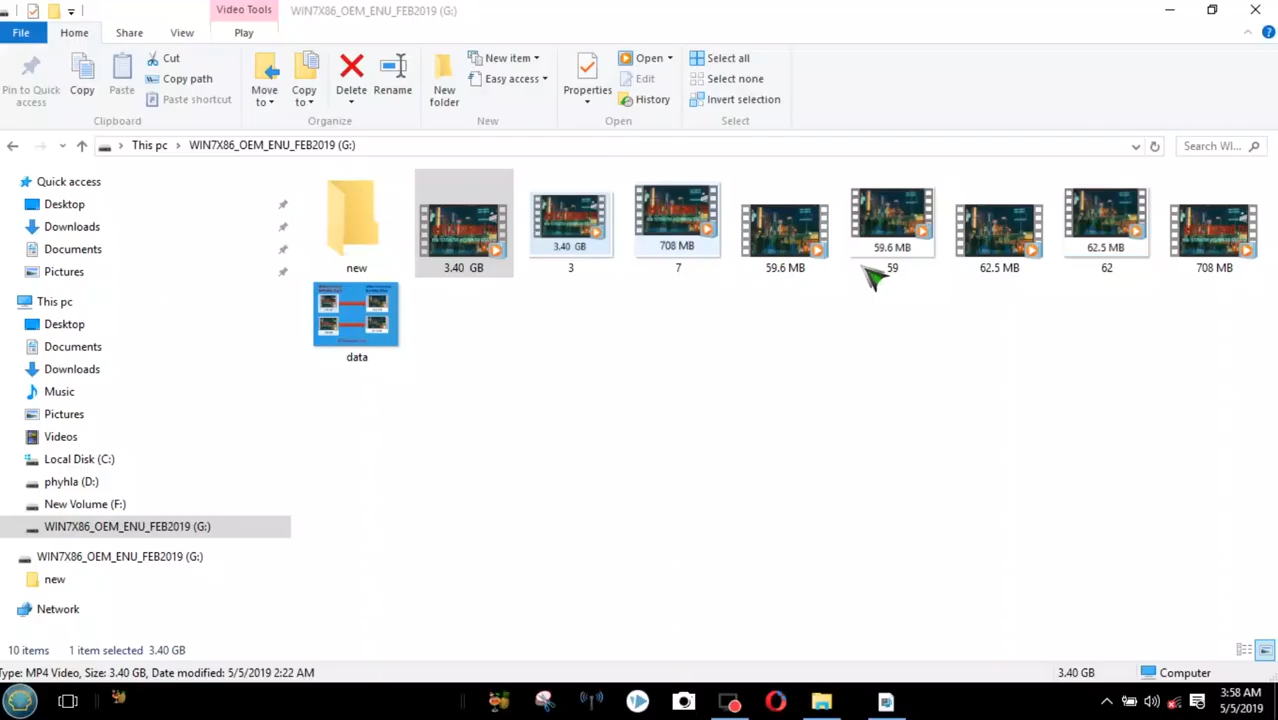 Video Tools
WIN7X86_OEM_ENU_FEB2019 (G:)
File
Home
Share
View
Play
Pin to Quick
access
Copy
Paste
Cut
Copy path
Paste shortcut
Clipboard
Move
to
Copy
to
Delete
Rename
Organize
New
folder
New item
Easy access
New
Properties
Open
Edit
History
Open
Select all
Select none
Invert selection
Select
This pc
WIN7X86_OEM_ENU_FEB2019 (G:)
Search WI...
Quick access
Desktop
Downloads
Documents
Pictures
This pc
Desktop
Documents
Downloads
Music
Pictures
Videos
Local Disk (C:)
phyhla (D:)
New Volume (F:)
WIN7X86_OEM_ENU_FEB2019 (G:)
WIN7X86_OEM_ENU_FEB2019 (G:)
new
Network
new
3.40 GB
3.40 GB
3
708 MB
7
59.6 MB
59.6 MB
59
62.5 MB
62.5 MB
62
708 MB
data
10 items
1 item selected 3.40 GB
Type: MP4 Video, Size: 3.40 GB, Date modified: 5/5/2019 2:22 AM
3.40 GB
Computer
3:58 AM
5/5/2019